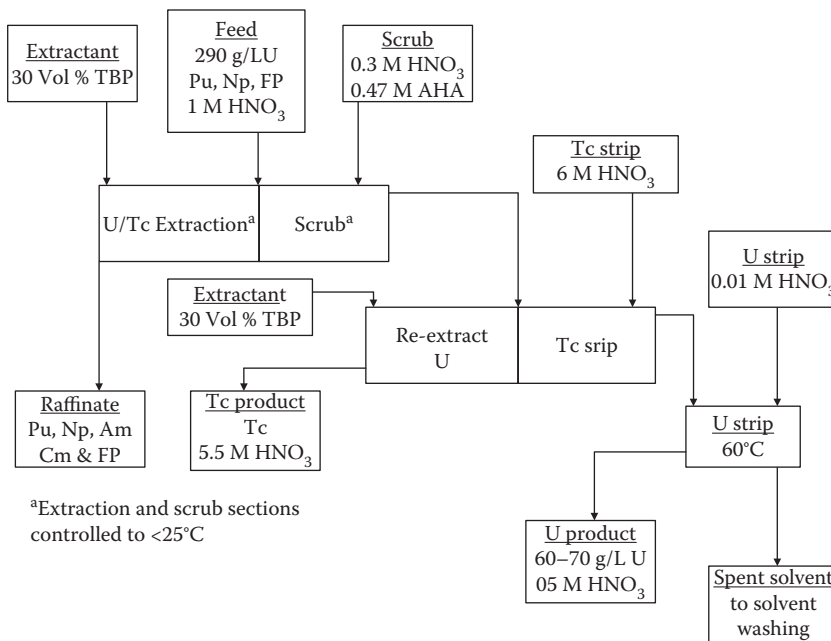 Extractant
30 Vol % TBP
Feed
290 g/LU
Pu, Np, FP
1 M HNO₃
Scrub
0.3 M HNO₃
0.47 M AHA
Tc strip
6 M HNO₃
U/Tc Extractionᵃ
Scrubᵃ
U strip
0.01 M HNO₃
Extractant
30 Vol % TBP
Re-extract
U
Tc srip
Raffinate
Pu, Np, Am
Cm & FP
Tc product
Tc
5.5 M HNO₃
U strip
60°C
ᵃExtraction and scrub sections
controlled to <25°C
U product
60–70 g/L U
05 M HNO₃
Spent solvent
to solvent
washing